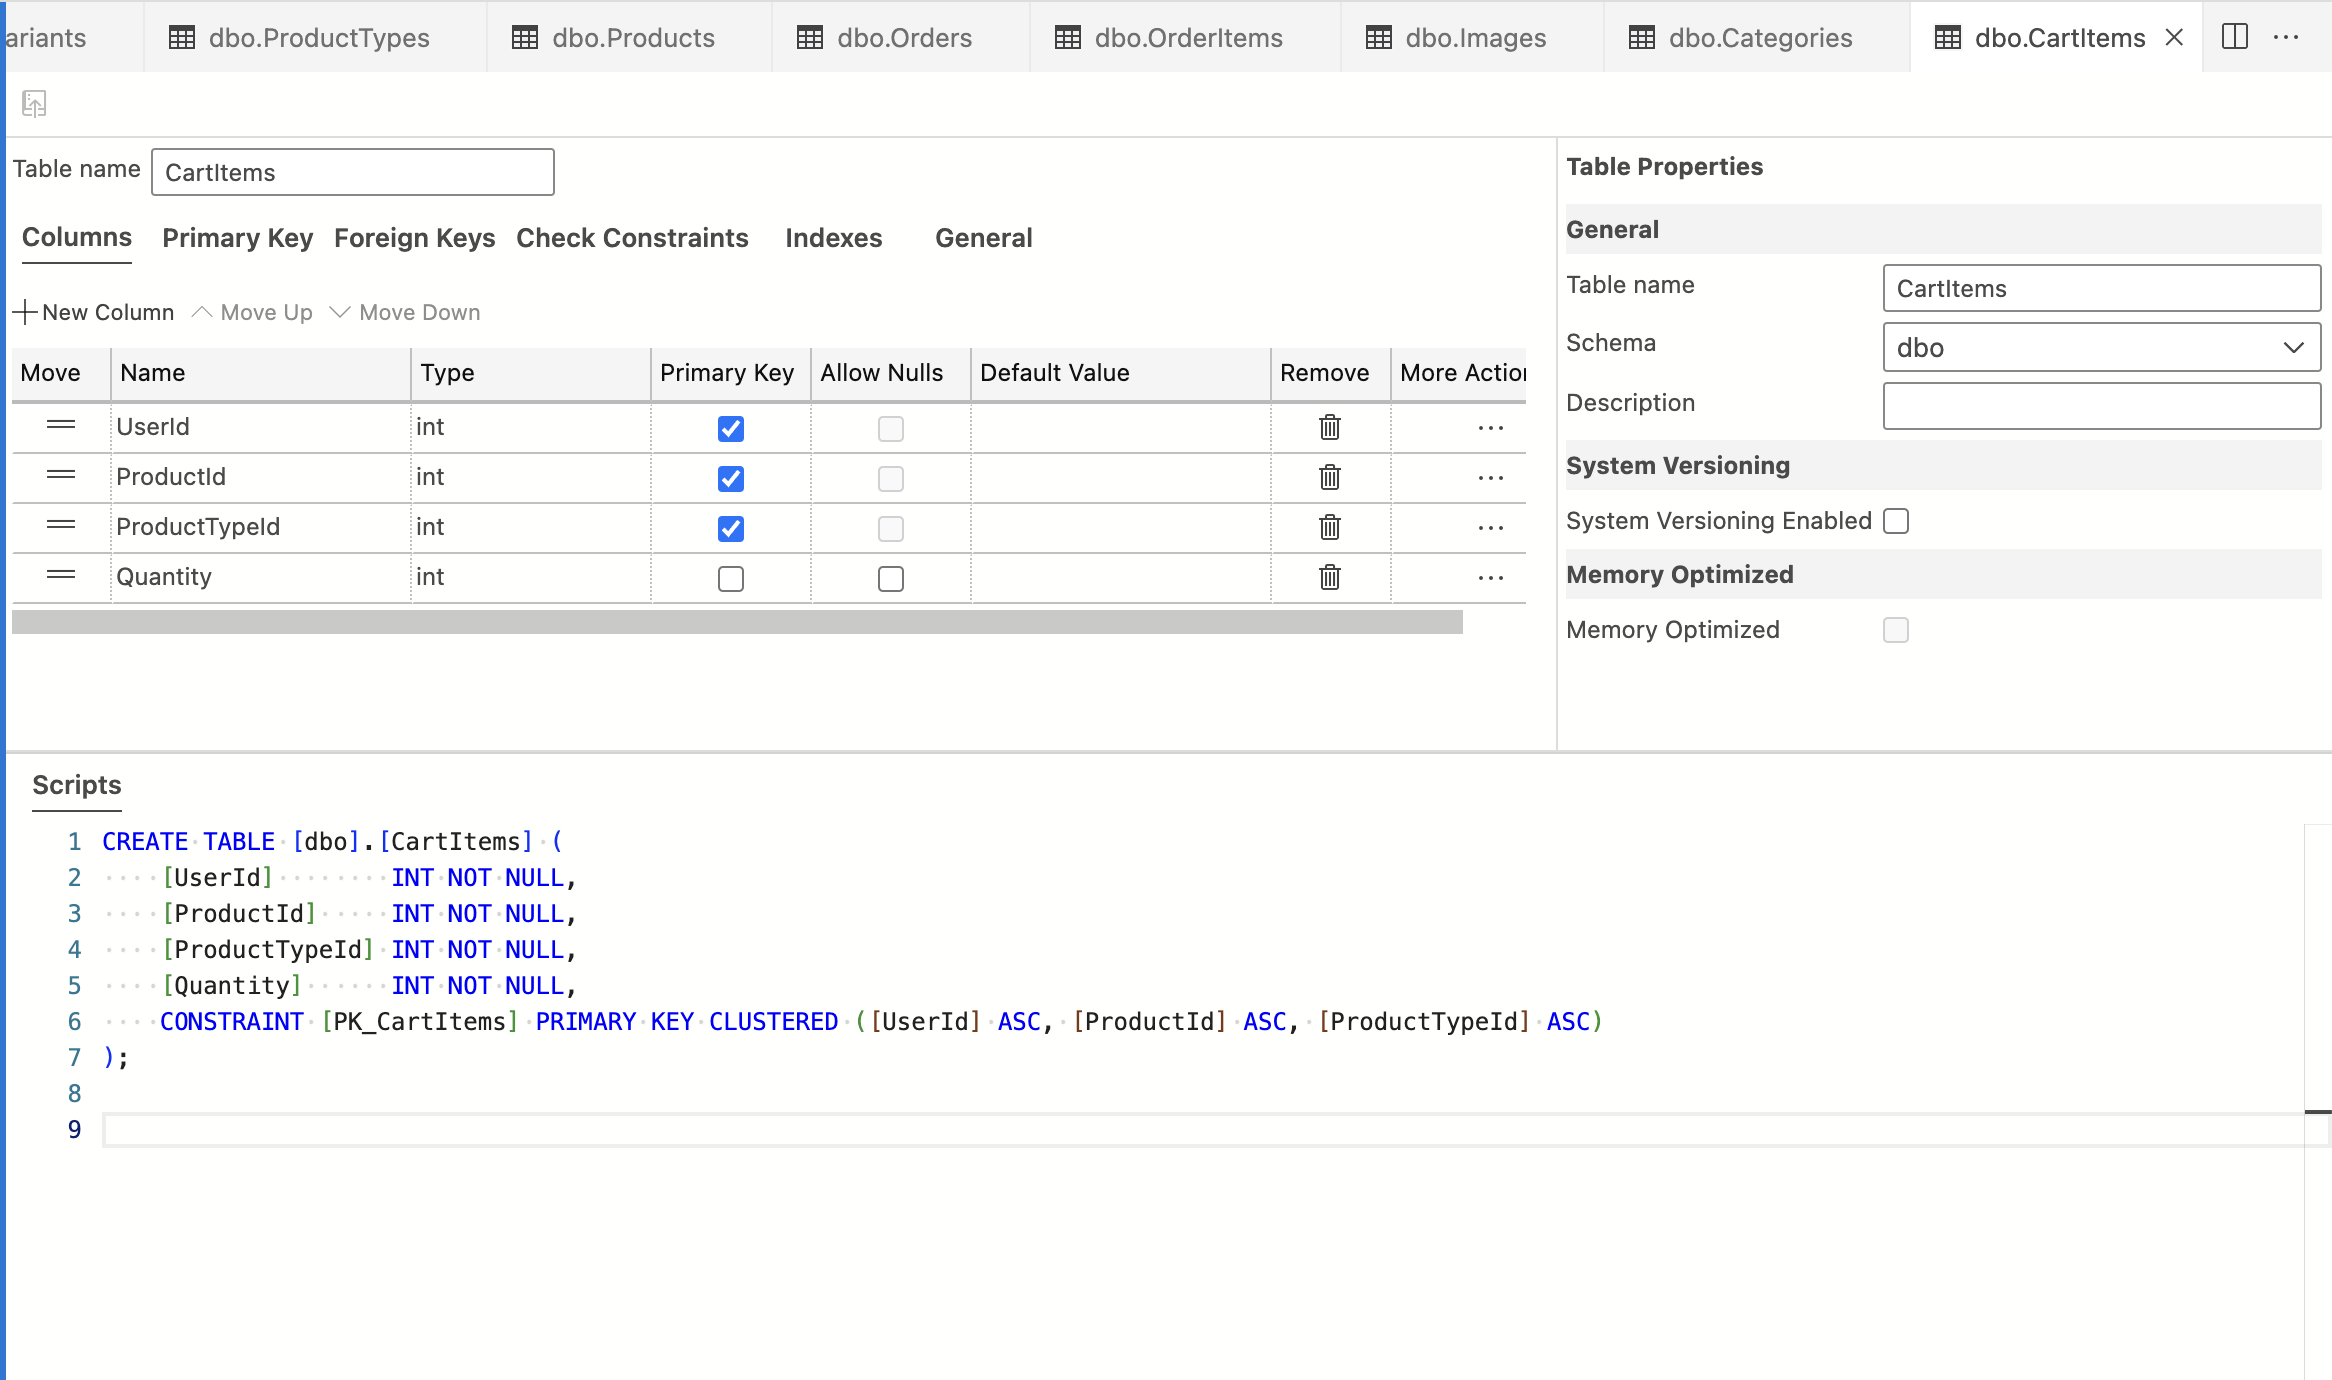 ariants dbo.ProductTypes dbo.Products dbo.Orders dbo.OrderItems dbo.Images dbo.Categories dbo.CartItems
Table name CartItems
Columns Primary Key Foreign Keys Check Constraints Indexes General
New Column Move Up Move Down
Move Name Type Primary Key Allow Nulls Default Value Remove More Action
UserId int
ProductId int
ProductTypeId int
Quantity int
Table Properties
General
Table name CartItems
Schema dbo
Description
System Versioning
System Versioning Enabled
Memory Optimized
Memory Optimized
Scripts
1 CREATE TABLE [dbo].[CartItems] (
2 [UserId] INT NOT NULL,
3 [ProductId] INT NOT NULL,
4 [ProductTypeId] INT NOT NULL,
5 [Quantity] INT NOT NULL,
6 CONSTRAINT [PK_CartItems] PRIMARY KEY CLUSTERED ([UserId] ASC, [ProductId] ASC, [ProductTypeId] ASC)
7 );
8
9